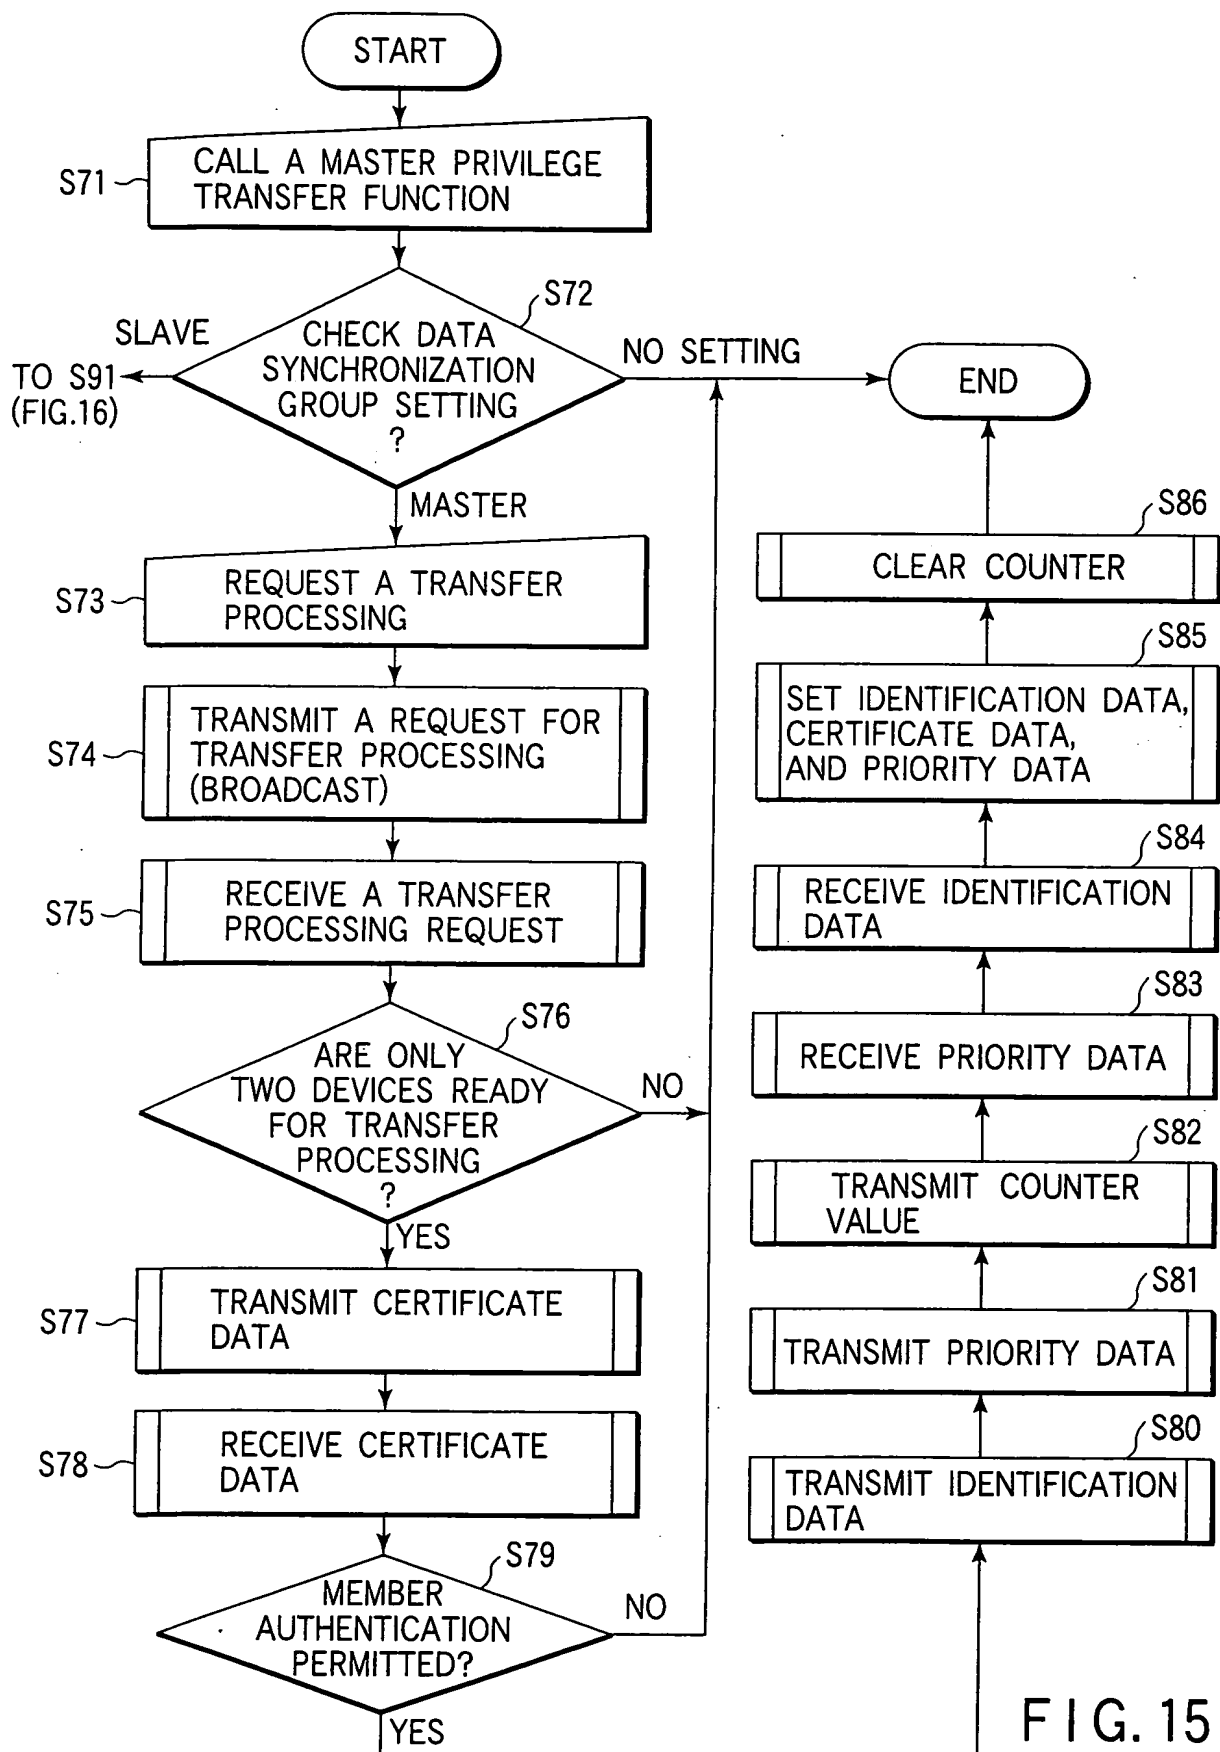 START
S71
CALL A MASTER PRIVILEGE
TRANSFER FUNCTION
S72
SLAVE
TO S91
(FIG.16)
CHECK DATA
SYNCHRONIZATION
GROUP SETTING
?
NO SETTING
END
MASTER
S73
REQUEST A TRANSFER
PROCESSING
S74
TRANSMIT A REQUEST FOR
TRANSFER PROCESSING
(BROADCAST)
S75
RECEIVE A TRANSFER
PROCESSING REQUEST
S76
ARE ONLY
TWO DEVICES READY
FOR TRANSFER
PROCESSING
?
NO
YES
S77
TRANSMIT CERTIFICATE
DATA
S78
RECEIVE CERTIFICATE
DATA
S79
MEMBER
AUTHENTICATION
PERMITTED?
NO
YES
S86
CLEAR COUNTER
S85
SET IDENTIFICATION DATA,
CERTIFICATE DATA,
AND PRIORITY DATA
S84
RECEIVE IDENTIFICATION
DATA
S83
RECEIVE PRIORITY DATA
S82
TRANSMIT COUNTER
VALUE
S81
TRANSMIT PRIORITY DATA
S80
TRANSMIT IDENTIFICATION
DATA
FIG. 15